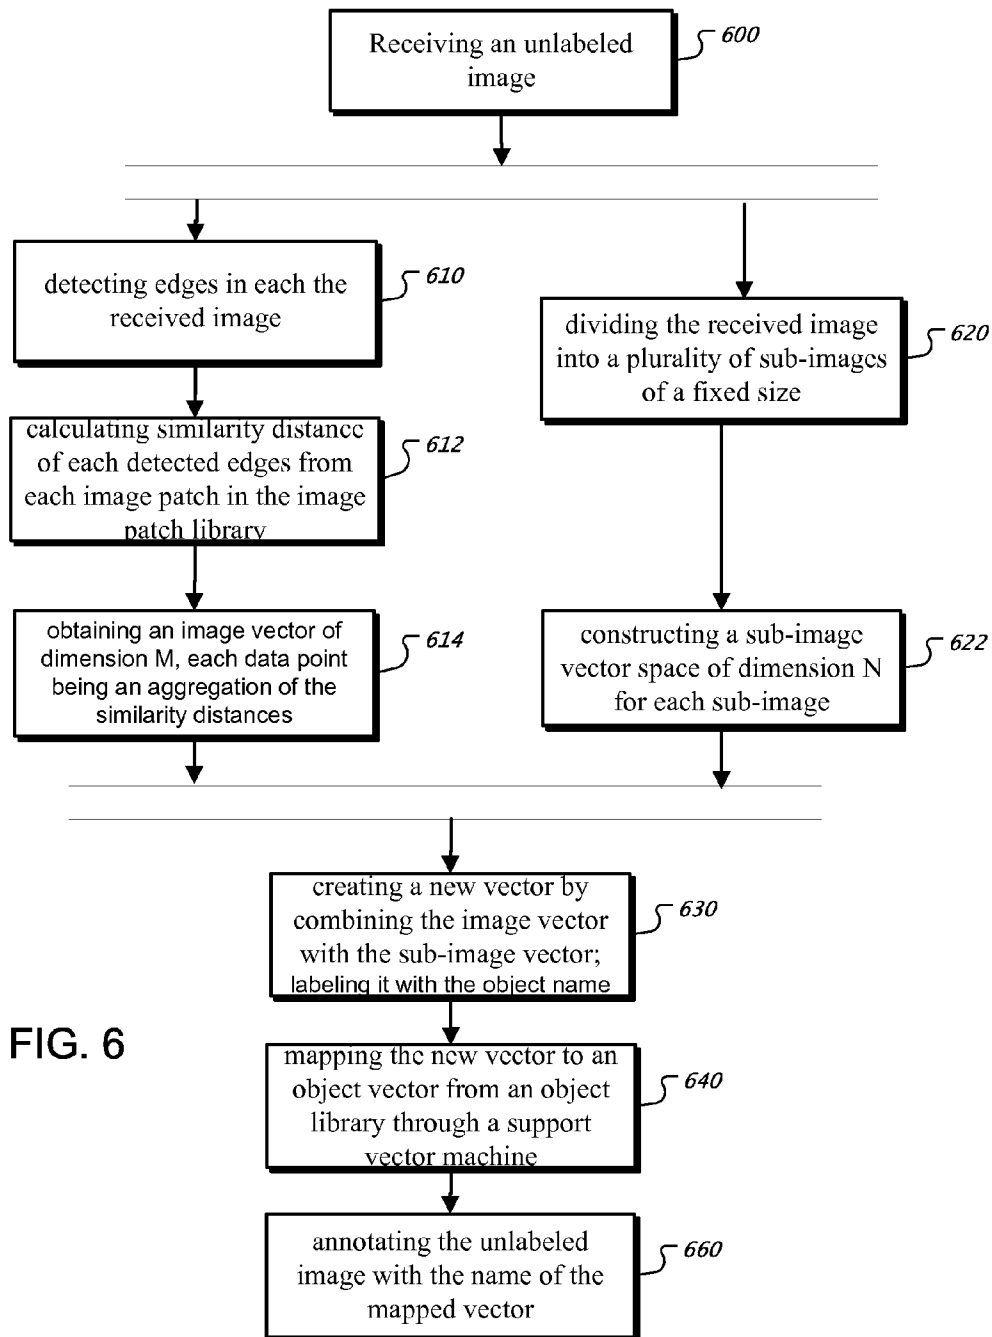 Receiving an unlabeled
image
600
detecting edges in each the
received image
610
dividing the received image
into a plurality of sub-images
of a fixed size
620
calculating similarity distance
of each detected edges from
each image patch in the image
patch library
612
obtaining an image vector of
dimension M, each data point
being an aggregation of the
similarity distances
614
constructing a sub-image
vector space of dimension N
for each sub-image
622
creating a new vector by
combining the image vector
with the sub-image vector;
labeling it with the object name
630
FIG. 6
mapping the new vector to an
object vector from an object
library through a support
vector machine
640
annotating the unlabeled
image with the name of the
mapped vector
660